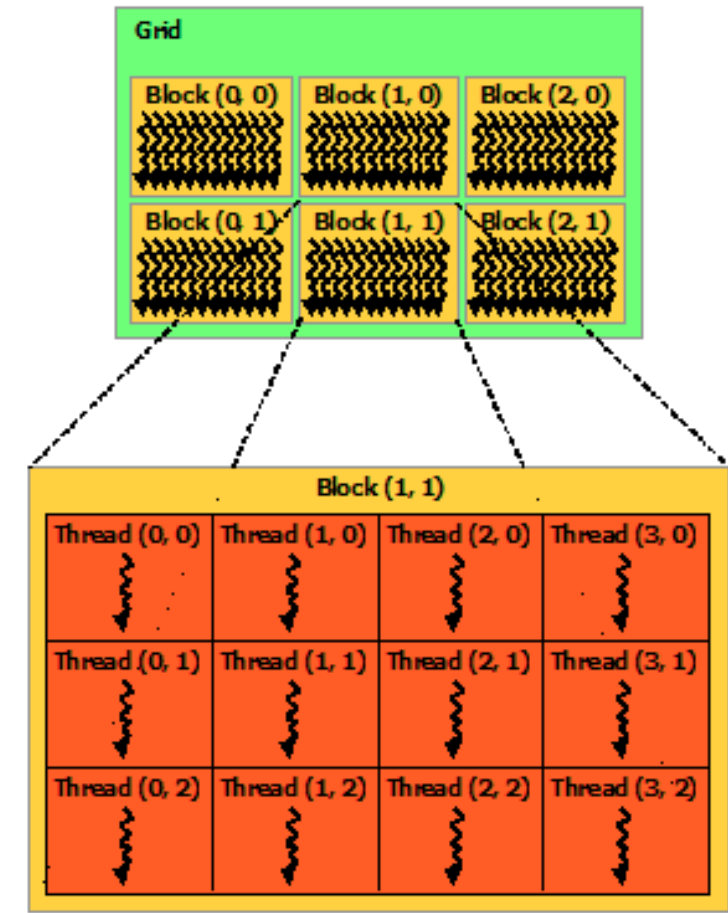 Grid
Block (0, 0) Block (1, 0) Block (2, 0)
Block (0, 1) Block (1, 1) Block (2, 1)
Block (1, 1)
Thread (0, 0) Thread (1, 0) Thread (2, 0) Thread (3, 0)
Thread (0, 1) Thread (1, 1) Thread (2, 1) Thread (3, 1)
Thread (0, 2) Thread (1, 2) Thread (2, 2) Thread (3, 2)